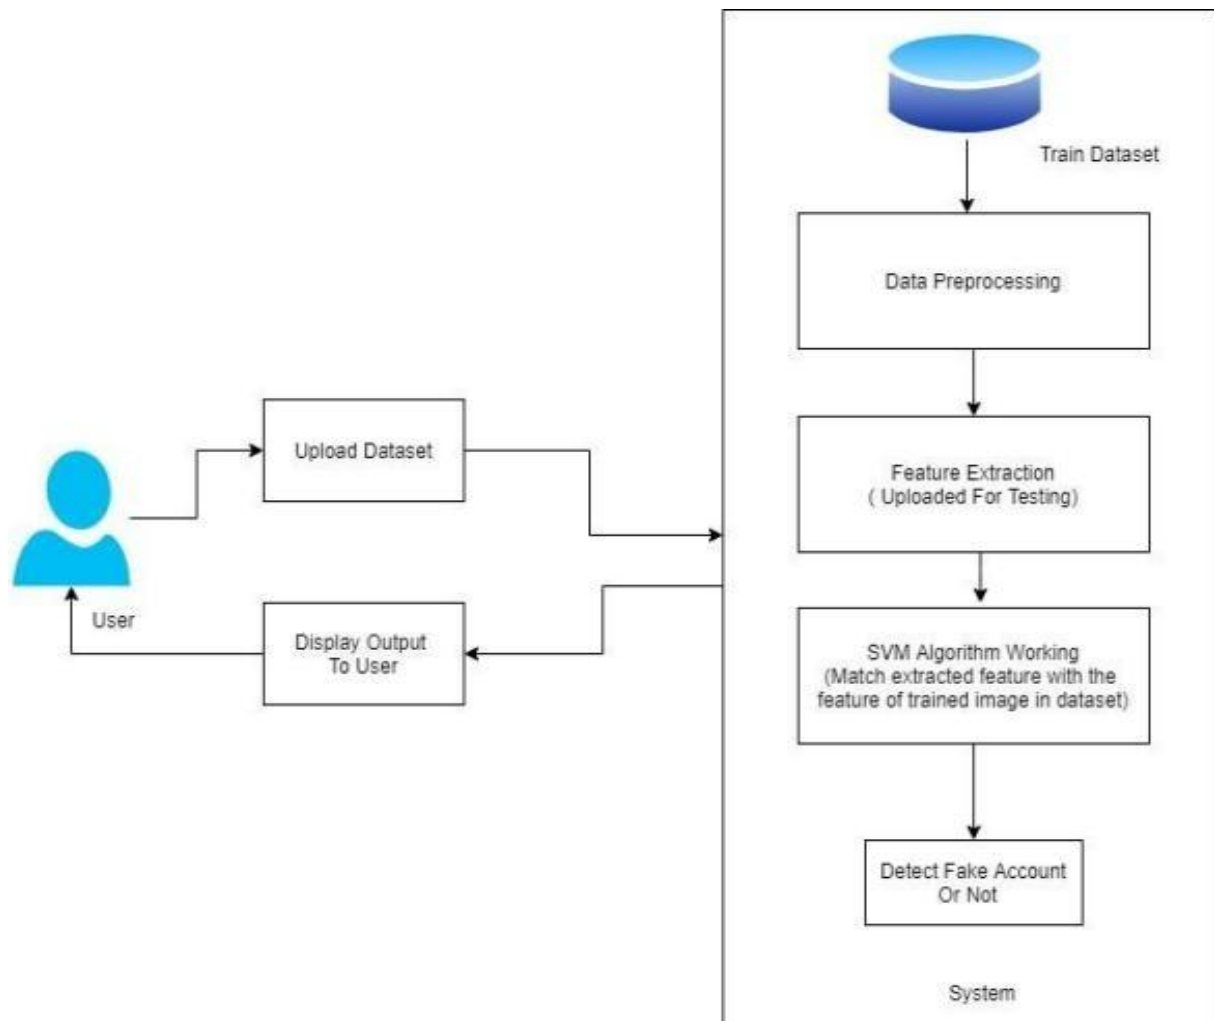 Train Dataset
Data Preprocessing
Upload Dataset
Feature Extraction
( Uploaded For Testing)
User
Display Output
To User
SVM Algorithm Working
(Match extracted feature with the
feature of trained image in dataset)
Detect Fake Account
Or Not
System